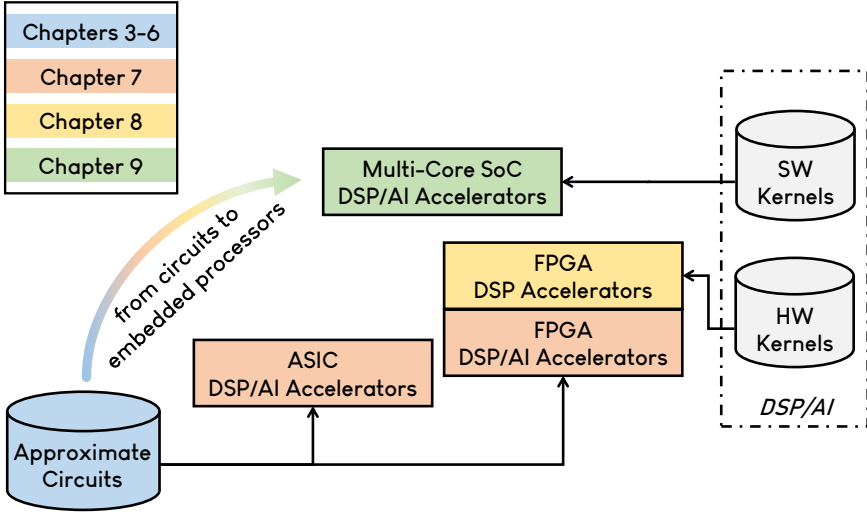 Chapters 3-6
Chapter 7
Chapter 8
Chapter 9
from circuits to
embedded processors
Multi-Core SoC
DSP/AI Accelerators
SW
Kernels
FPGA
DSP Accelerators
FPGA
DSP/AI Accelerators
HW
Kernels
DSP/AI
ASIC
DSP/AI Accelerators
Approximate
Circuits